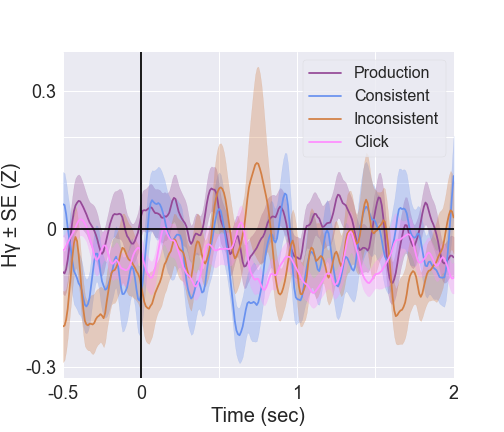 Production
Consistent
Inconsistent
Click
0.3
0
-0.3
Hγ ± SE (Z)
-0.5
0
1
2
Time (sec)